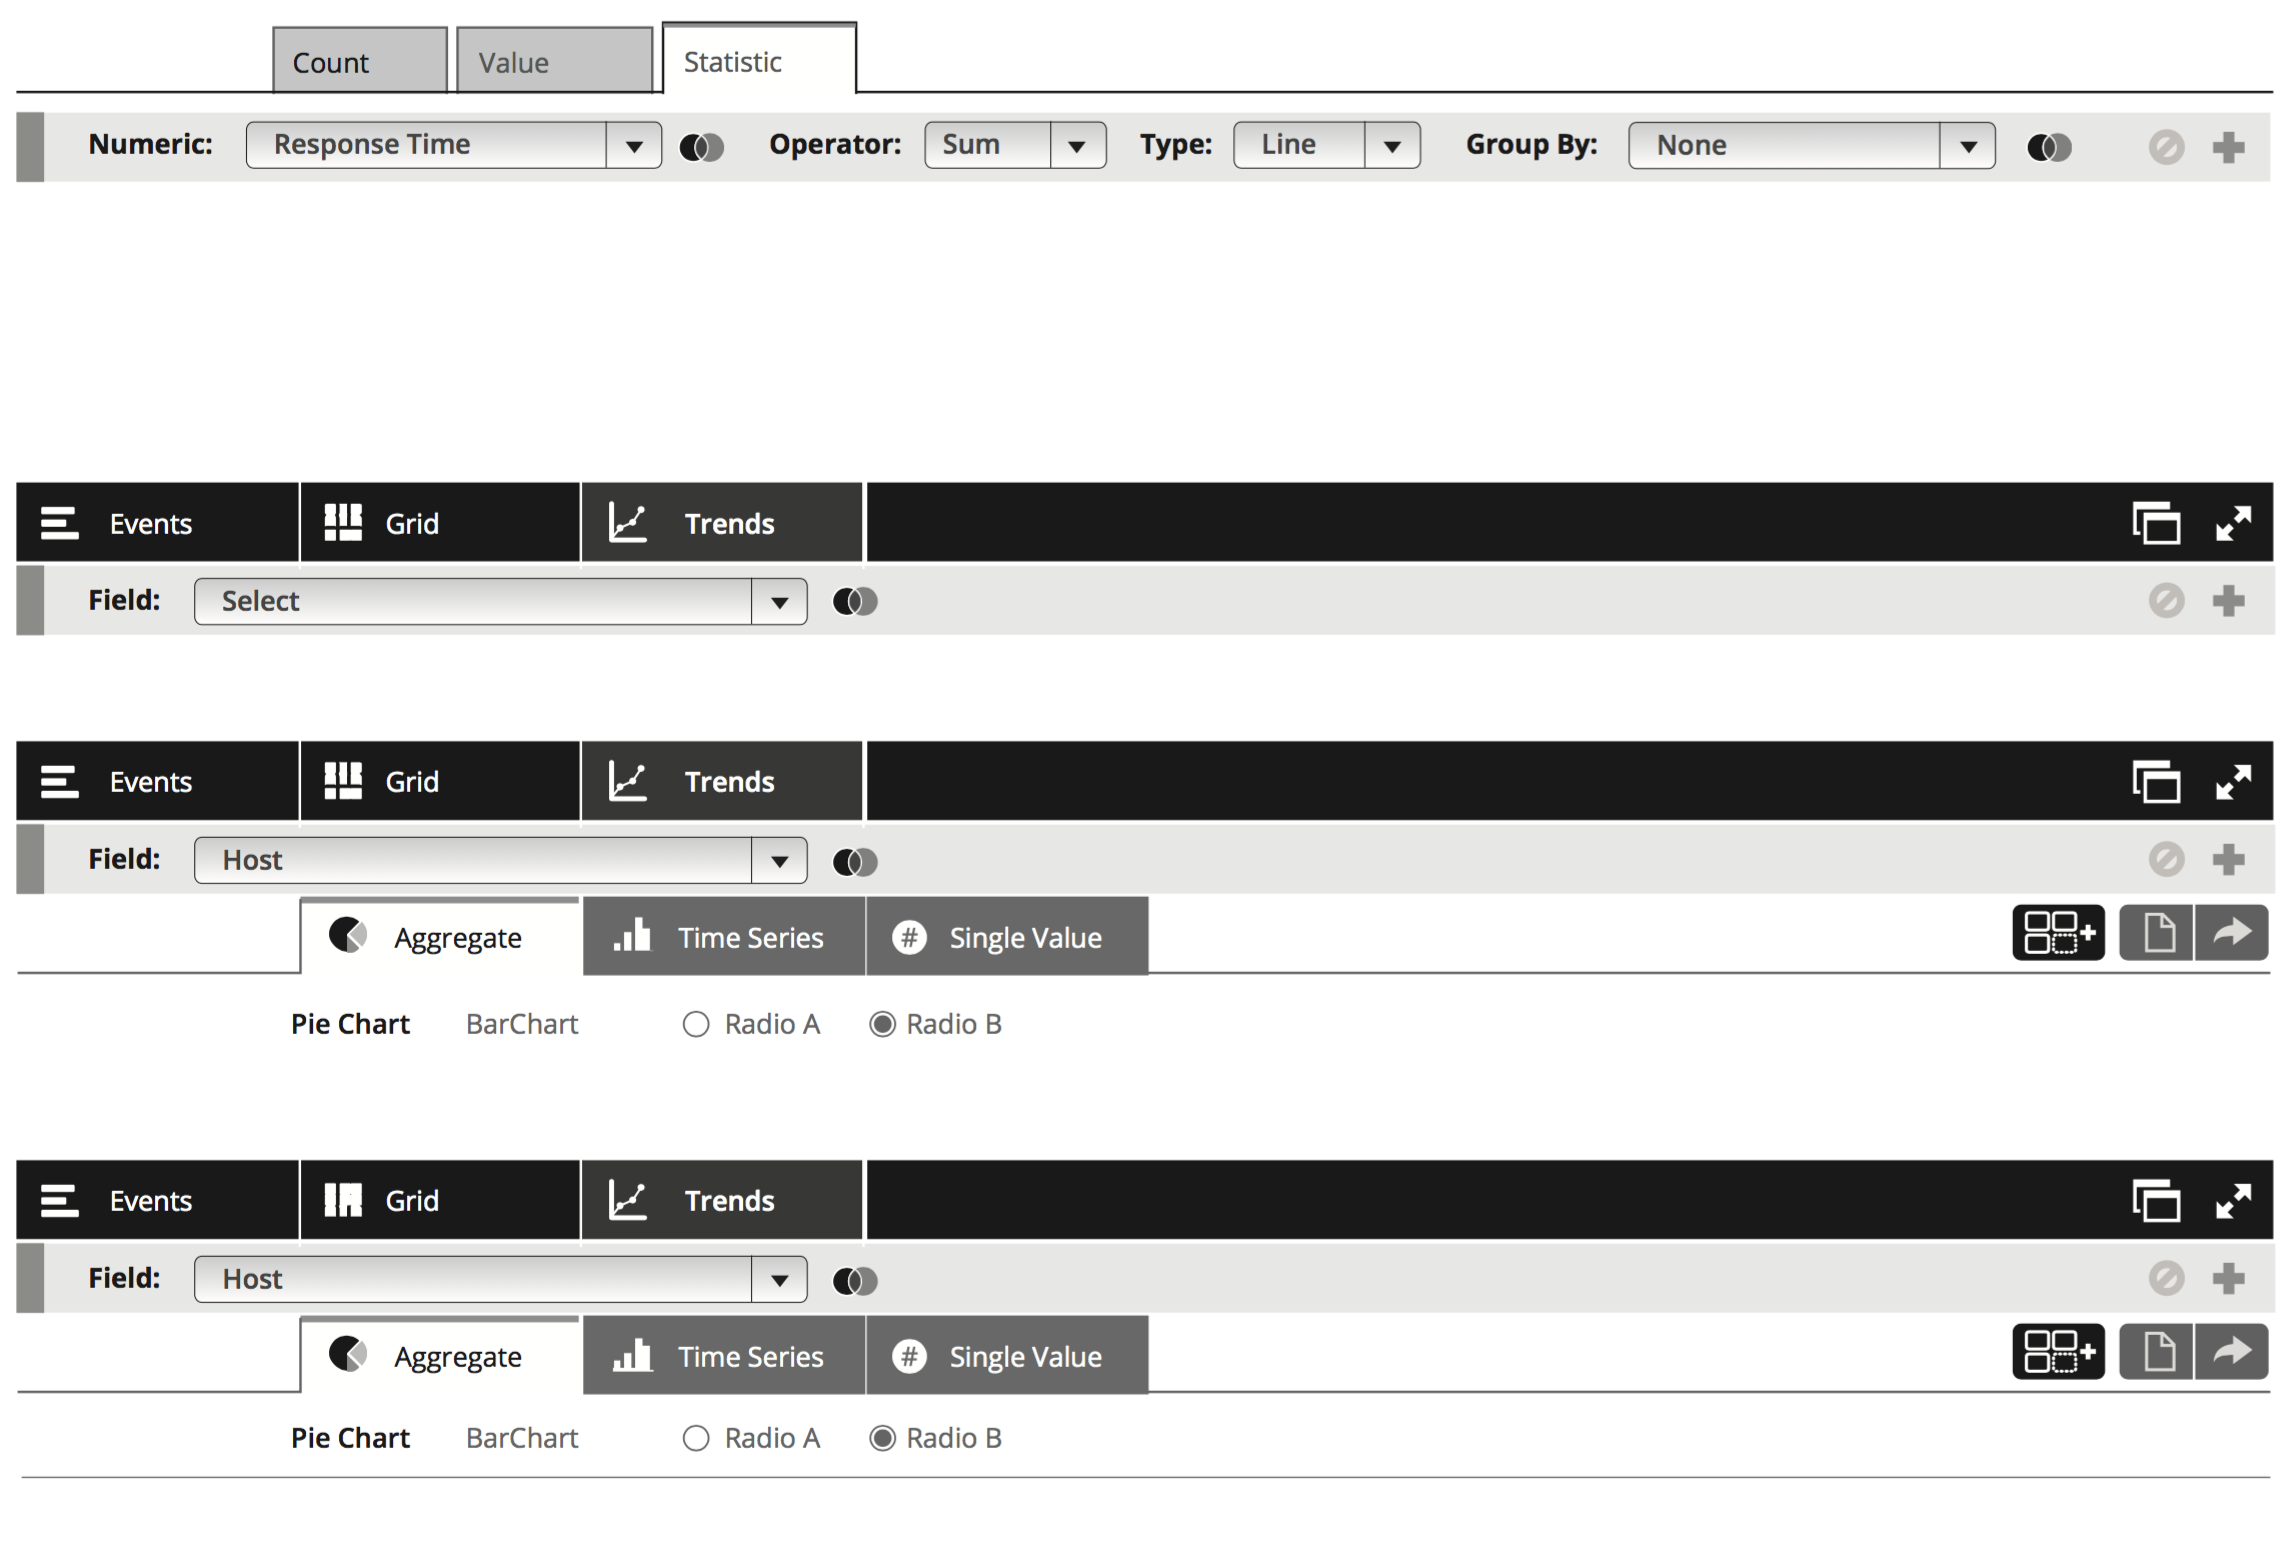 Count Value Statistic
Numeric: Response Time Operator: Sum Type: Line Group By: None
Events Grid Trends
Field: Select
Events Grid Trends
Field: Host
Aggregate Time Series # Single Value
Pie Chart BarChart Radio A Radio B
Events Grid Trends
Field: Host
Aggregate Time Series # Single Value
Pie Chart BarChart Radio A Radio B